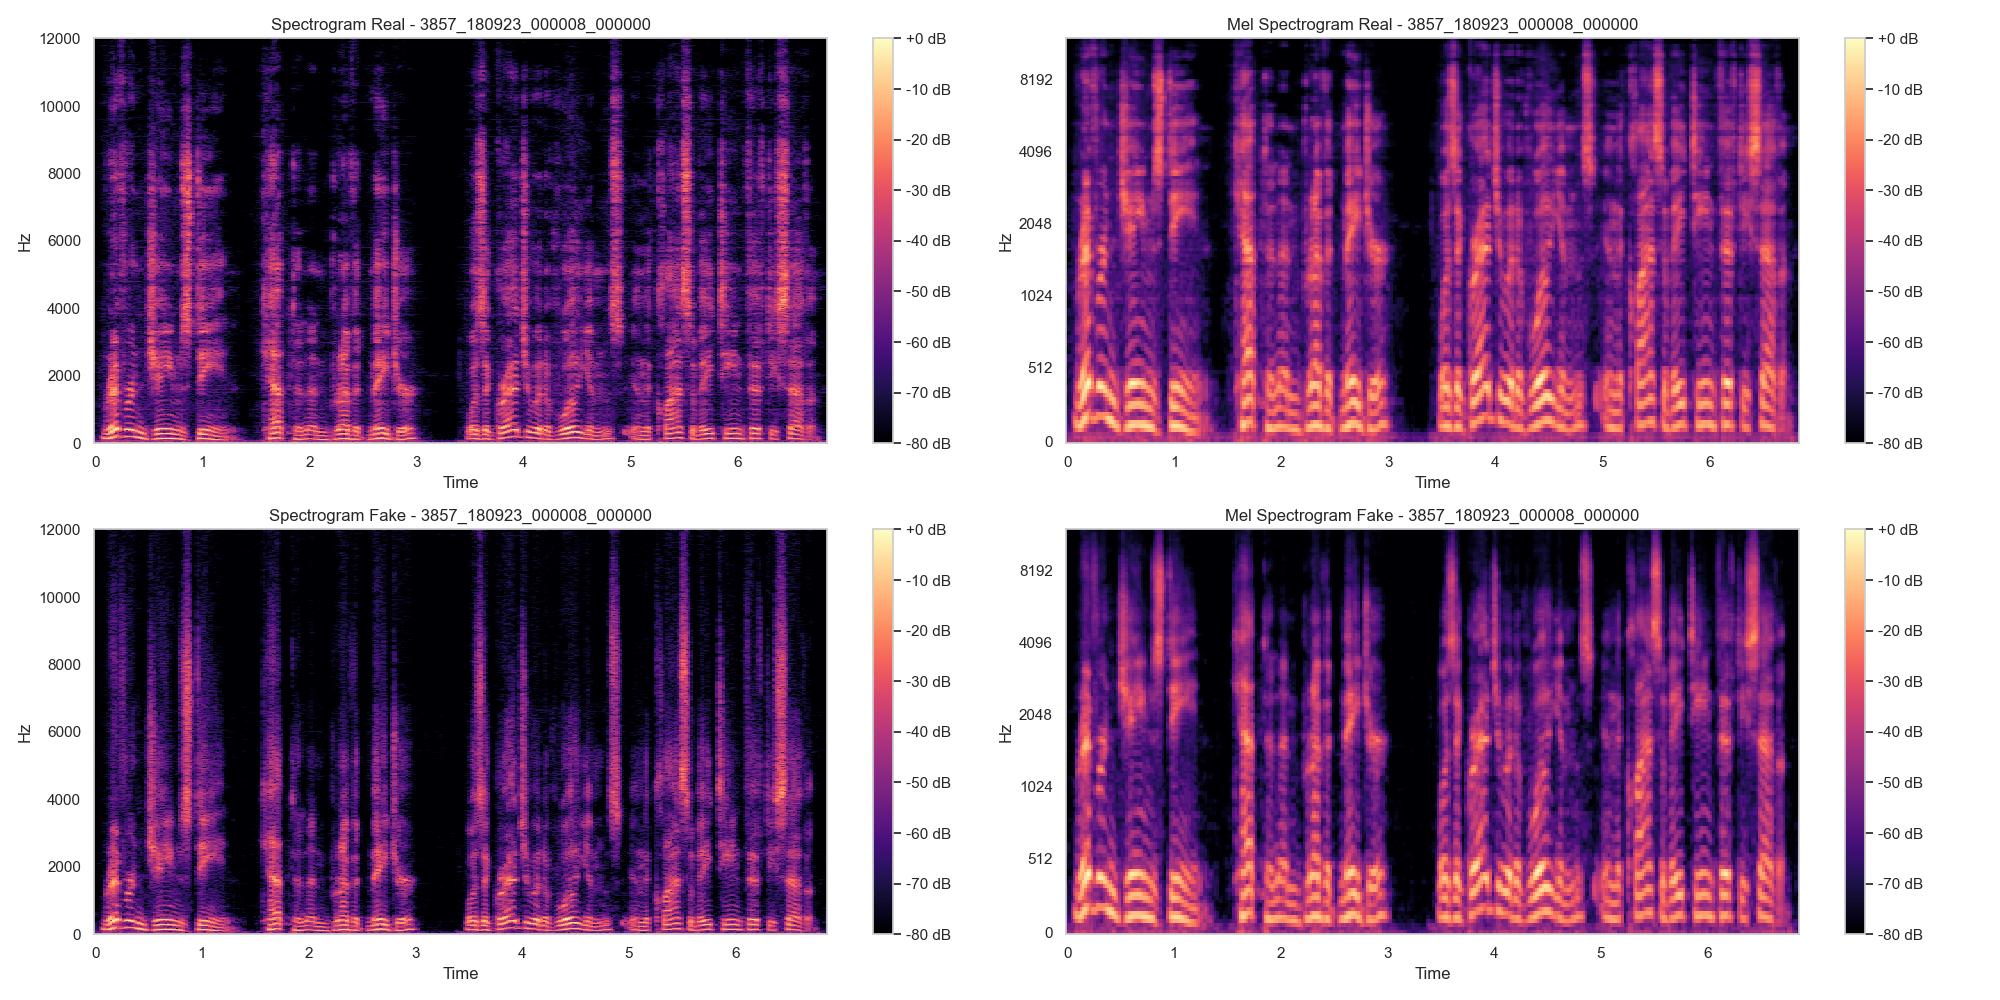 Spectrogram Real - 3857_180923_000008_000000
12000
10000
8000
6000
4000
2000
0
Hz
0 1 2 3 4 5 6
Time
+0 dB
-10 dB
-20 dB
-30 dB
-40 dB
-50 dB
-60 dB
-70 dB
-80 dB
Mel Spectrogram Real - 3857_180923_000008_000000
8192
4096
2048
1024
512
0
Hz
0 1 2 3 4 5 6
Time
+0 dB
-10 dB
-20 dB
-30 dB
-40 dB
-50 dB
-60 dB
-70 dB
-80 dB
Spectrogram Fake - 3857_180923_000008_000000
12000
10000
8000
6000
4000
2000
0
Hz
0 1 2 3 4 5 6
Time
+0 dB
-10 dB
-20 dB
-30 dB
-40 dB
-50 dB
-60 dB
-70 dB
-80 dB
Mel Spectrogram Fake - 3857_180923_000008_000000
8192
4096
2048
1024
512
0
Hz
0 1 2 3 4 5 6
Time
+0 dB
-10 dB
-20 dB
-30 dB
-40 dB
-50 dB
-60 dB
-70 dB
-80 dB